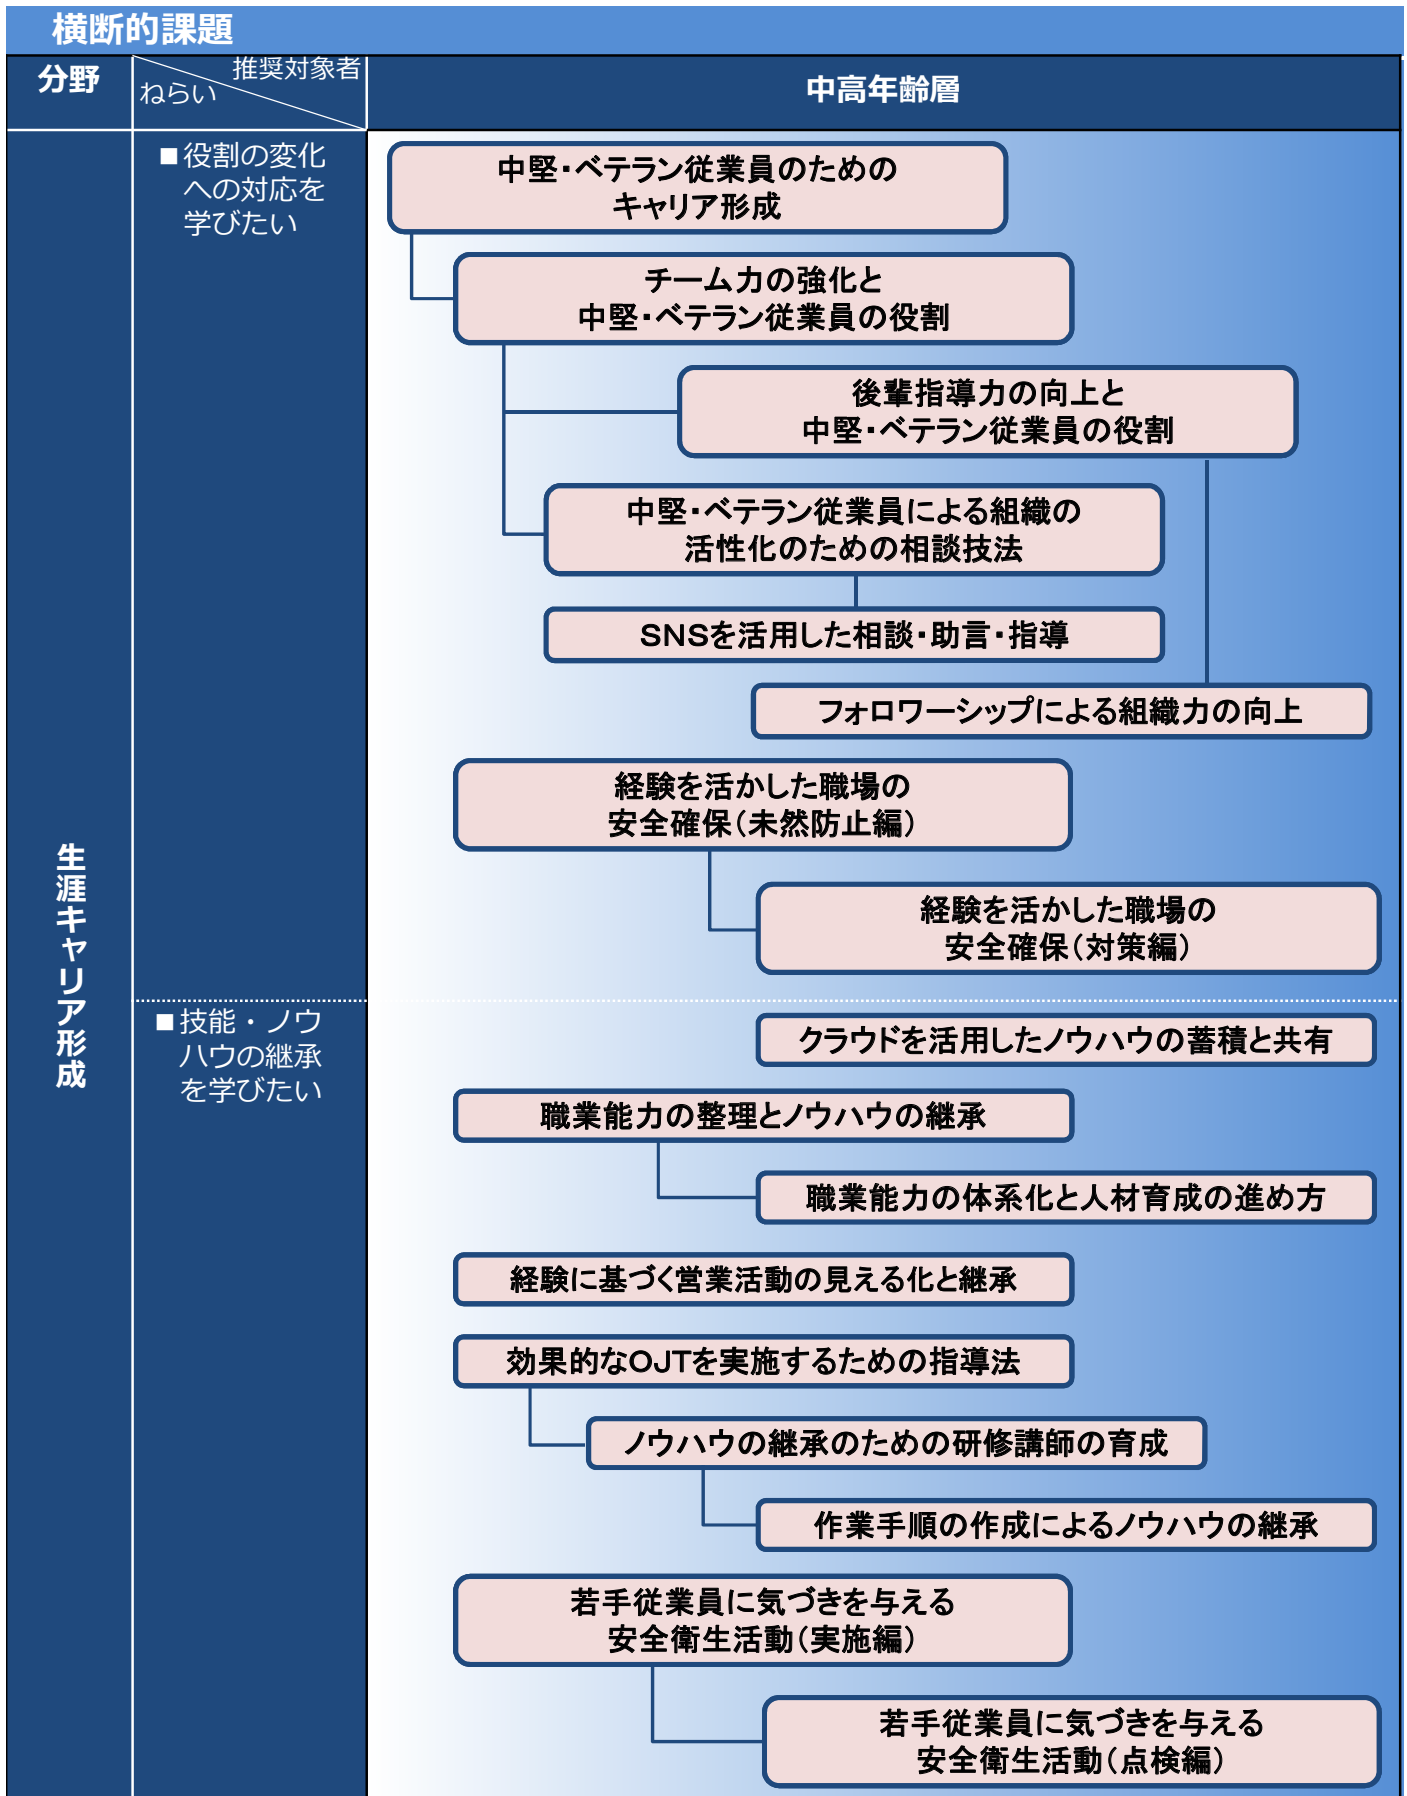 横断的課題
分野
推奨対象者
ねらい
中高年齢層
生涯キャリア形成
■役割の変化
への対応を
学びたい
中堅・ベテラン従業員のための
キャリア形成
チーム力の強化と
中堅・ベテラン従業員の役割
後輩指導力の向上と
中堅・ベテラン従業員の役割
中堅・ベテラン従業員による組織の
活性化のための相談技法
SNSを活用した相談・助言・指導
フォロワーシップによる組織力の向上
経験を活かした職場の
安全確保(未然防止編)
経験を活かした職場の
安全確保(対策編)
■技能・ノウ
ハウの継承
を学びたい
クラウドを活用したノウハウの蓄積と共有
職業能力の整理とノウハウの継承
職業能力の体系化と人材育成の進め方
経験に基づく営業活動の見える化と継承
効果的なOJTを実施するための指導法
ノウハウの継承のための研修講師の育成
作業手順の作成によるノウハウの継承
若手従業員に気づきを与える
安全衛生活動(実施編)
若手従業員に気づきを与える
安全衛生活動(点検編)